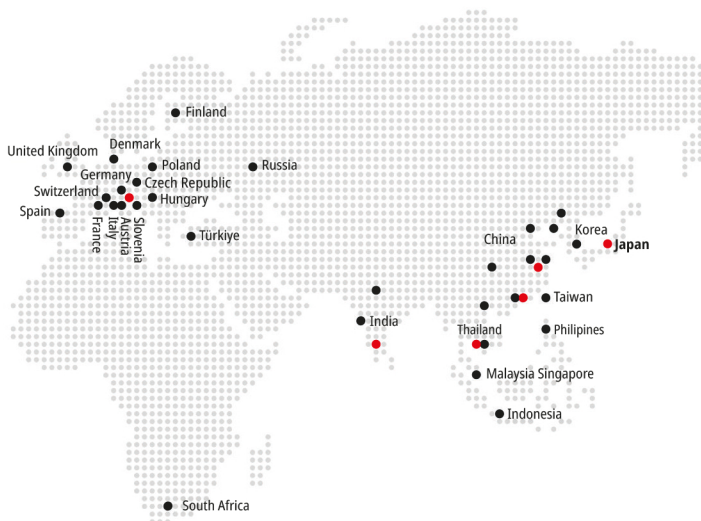 Finland
Denmark
United Kingdom
Poland
Russia
Germany
Czech Republic
Switzerland
Hungary
Spain
France
Italy
Austria
Slovenia
Türkiye
China
Korea
Japan
Taiwan
India
Thailand
Philipines
Malaysia Singapore
Indonesia
South Africa